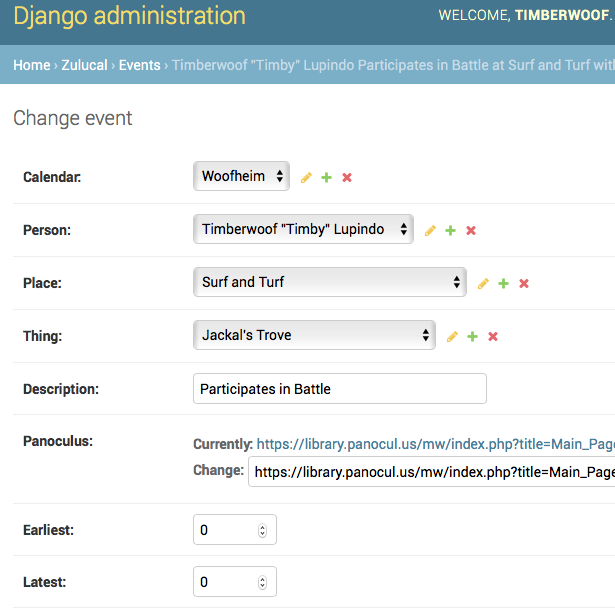 Django administration
WELCOME, TIMBERWOOF.
Home › Zulucal › Events › Timberwoof "Timby" Lupindo Participates in Battle at Surf and Turf with
Change event
Calendar: Woofheim
Person: Timberwoof "Timby" Lupindo
Place: Surf and Turf
Thing: Jackal's Trove
Description: Participates in Battle
Panoculus: Currently: https://library.panocul.us/mw/index.php?title=Main_Page
Change: https://library.panocul.us/mw/index.php?title=Main_Page
Earliest: 0
Latest: 0